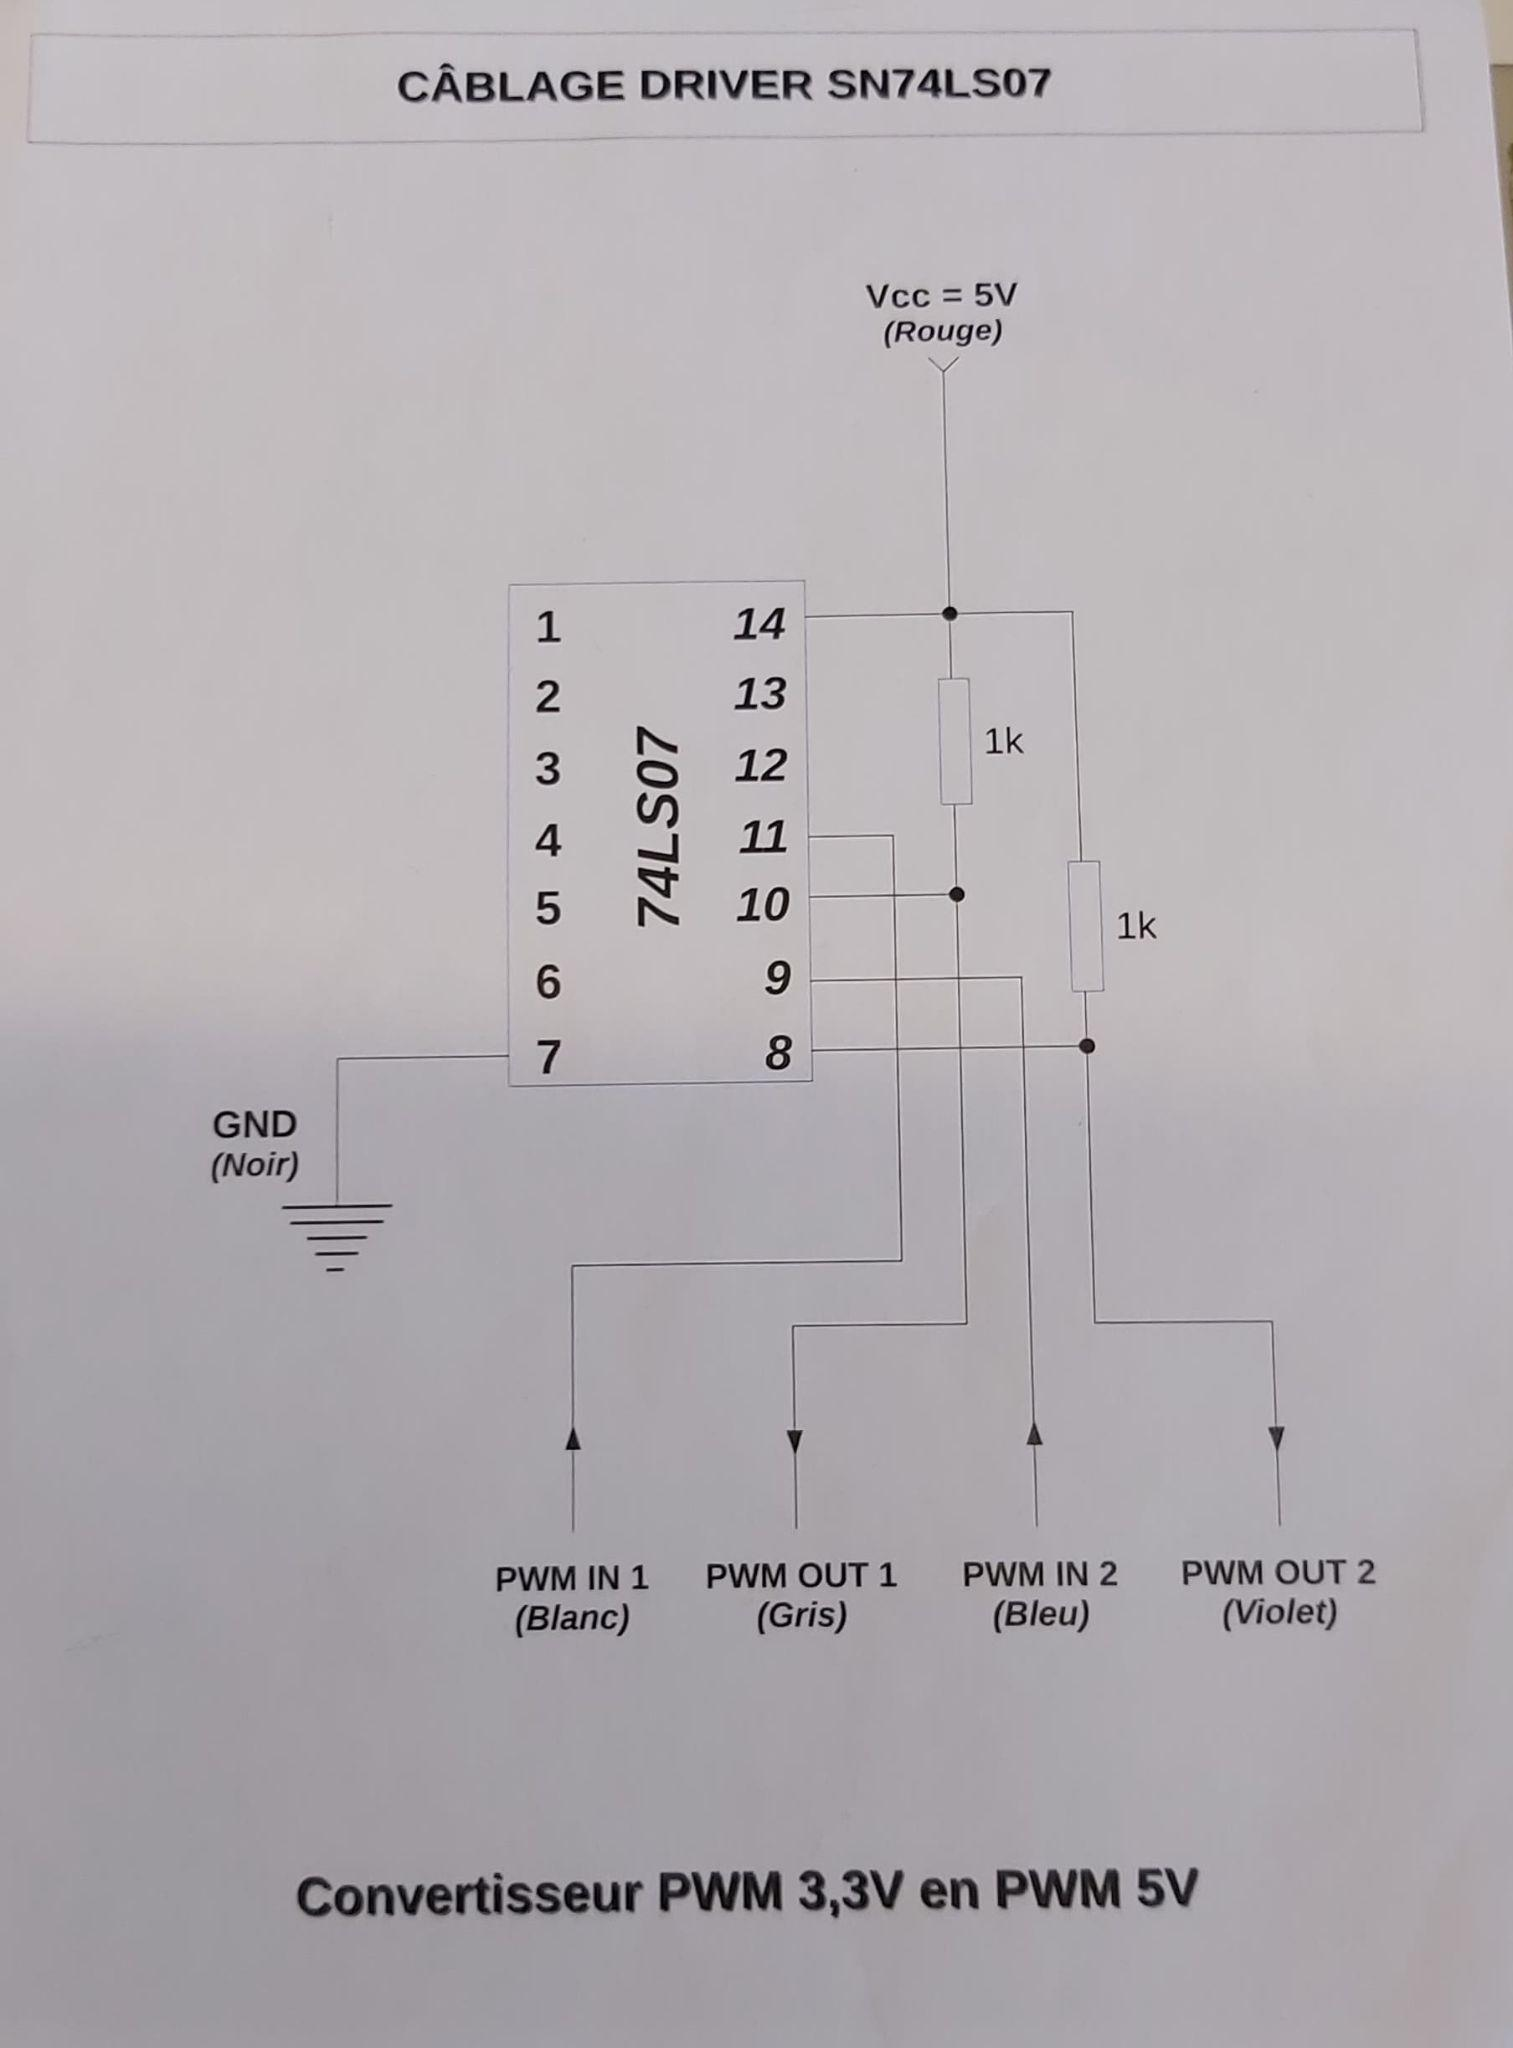 CÂBLAGE DRIVER SN74LS07
Vcc = 5V
(Rouge)
1 14
2 13
3 12
4 11
5 10
6 9
7 8
74LS07
1k
1k
GND
(Noir)
PWM IN 1 PWM OUT 1 PWM IN 2 PWM OUT 2
(Blanc) (Gris) (Bleu) (Violet)
Convertisseur PWM 3,3V en PWM 5V